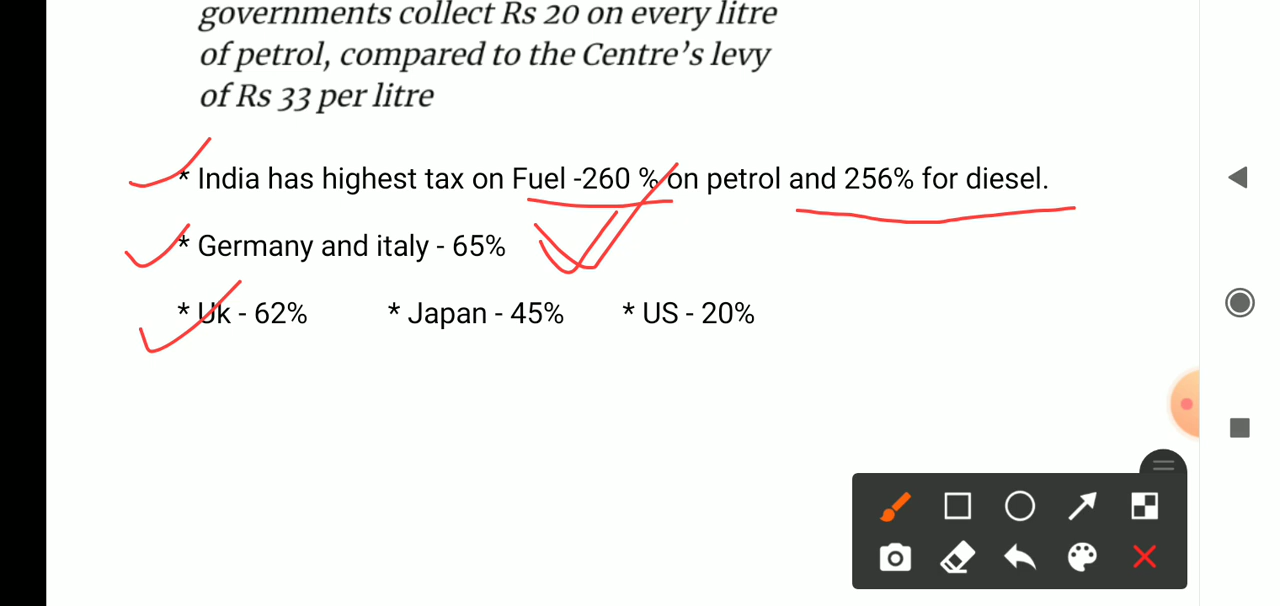 governments collect Rs 20 on every litre
of petrol, compared to the Centre’s levy
of Rs 33 per litre
* India has highest tax on Fuel -260 % on petrol and 256% for diesel.
* Germany and italy - 65%
* Uk - 62% * Japan - 45% * US - 20%